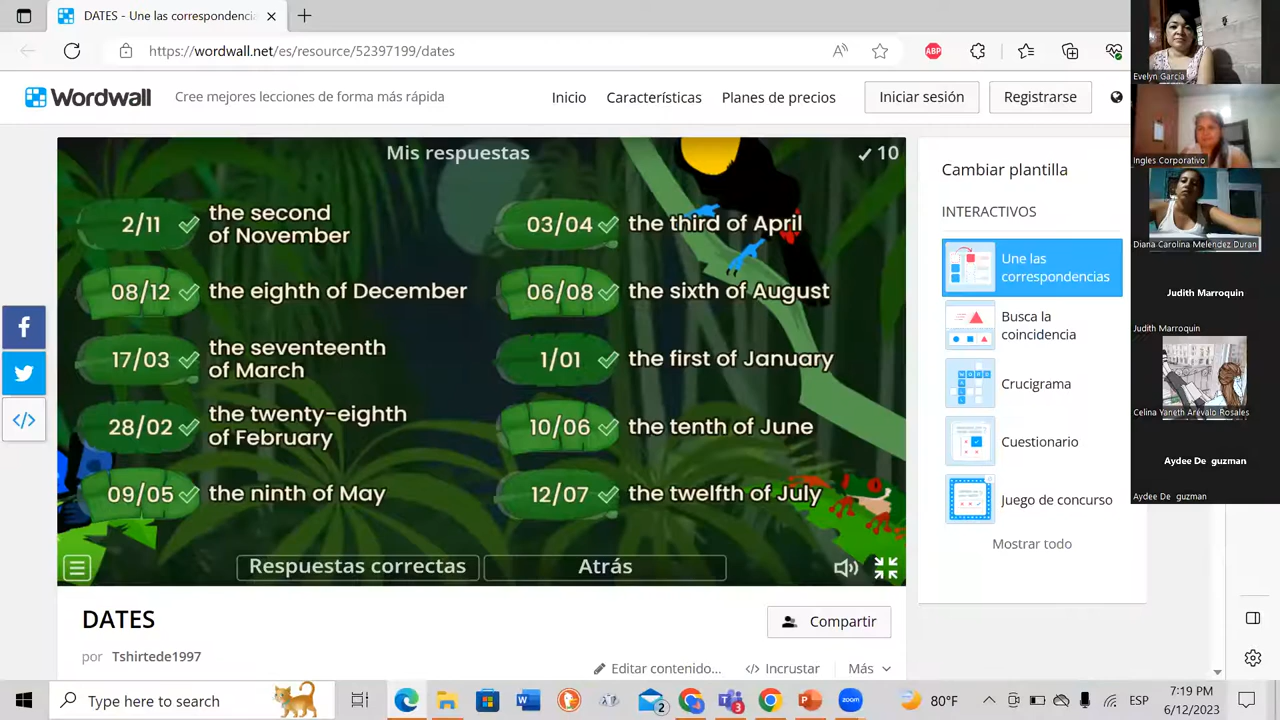 DATES - Une las correspondencia
https://wordwall.net/es/resource/52397199/dates
ABP
Wordwall
Cree mejores lecciones de forma más rápida
Inicio
Características
Planes de precios
Iniciar sesión
Registrarse
Mis respuestas
10
2/11
the second
of November
03/04
the third of April
08/12
the eighth of December
06/08
the sixth of August
17/03
the seventeenth
of March
1/01
the first of January
28/02
the twenty-eighth
of February
10/06
the tenth of June
09/05
the ninth of May
12/07
the twelfth of July
Respuestas correctas
Atrás
Cambiar plantilla
INTERACTIVOS
Une las
correspondencias
Busca la
coincidencia
Crucigrama
Cuestionario
Juego de concurso
Mostrar todo
DATES
Compartir
por Tshirtede1997
Editar contenido...
Incrustar
Más
Evelyn García
Ingles Corporativo
Diana Carolina Melendez Duran
Judith Marroquin
Judith Marroquin
Celina Yaneth Arévalo Rosales
Aydee De guzman
Aydee De guzman
Type here to search
2
3
80°F
ESP
7:19 PM
6/12/2023